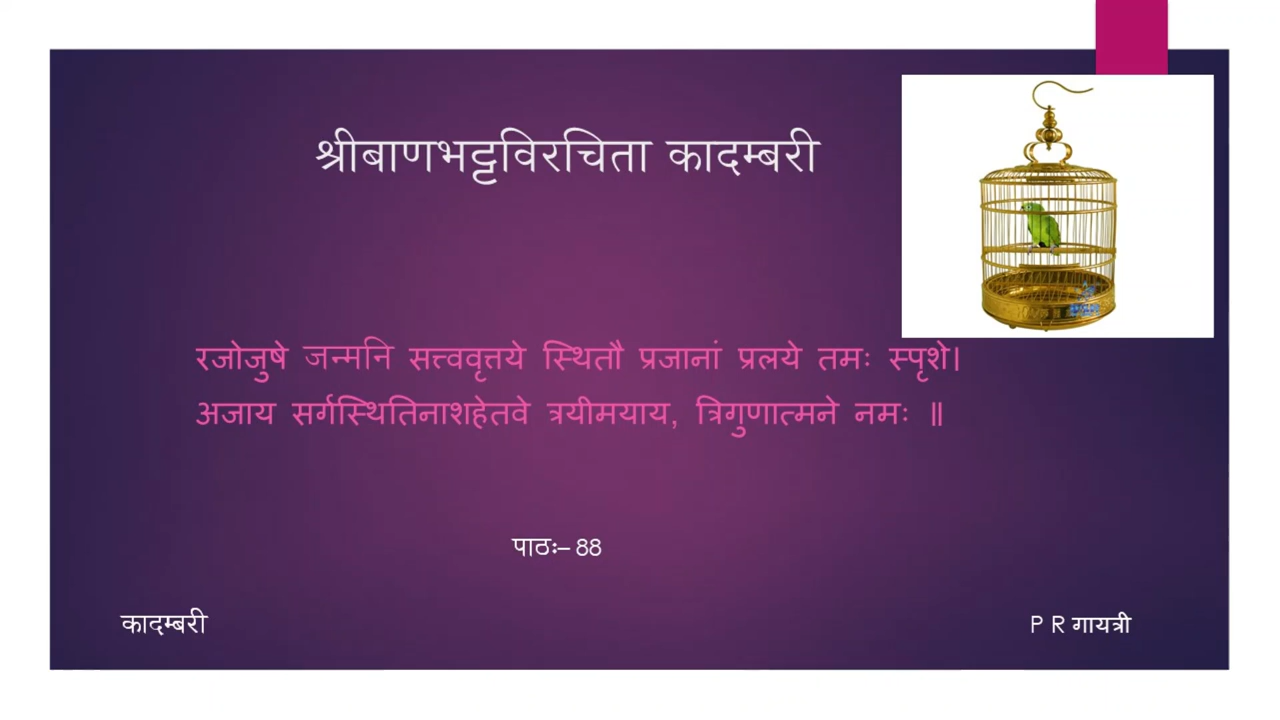 श्रीबाणभट्टविरचिता कादम्बरी
रजोजुषे जन्मनि सत्त्ववृत्तये स्थितौ प्रजानां प्रलये तमः स्पृशे।
अजाय सर्गस्थितिनाशहेतवे त्रयीमयाय, त्रिगुणात्मने नमः ॥
पाठः– 88
कादम्बरी
P R गायत्री